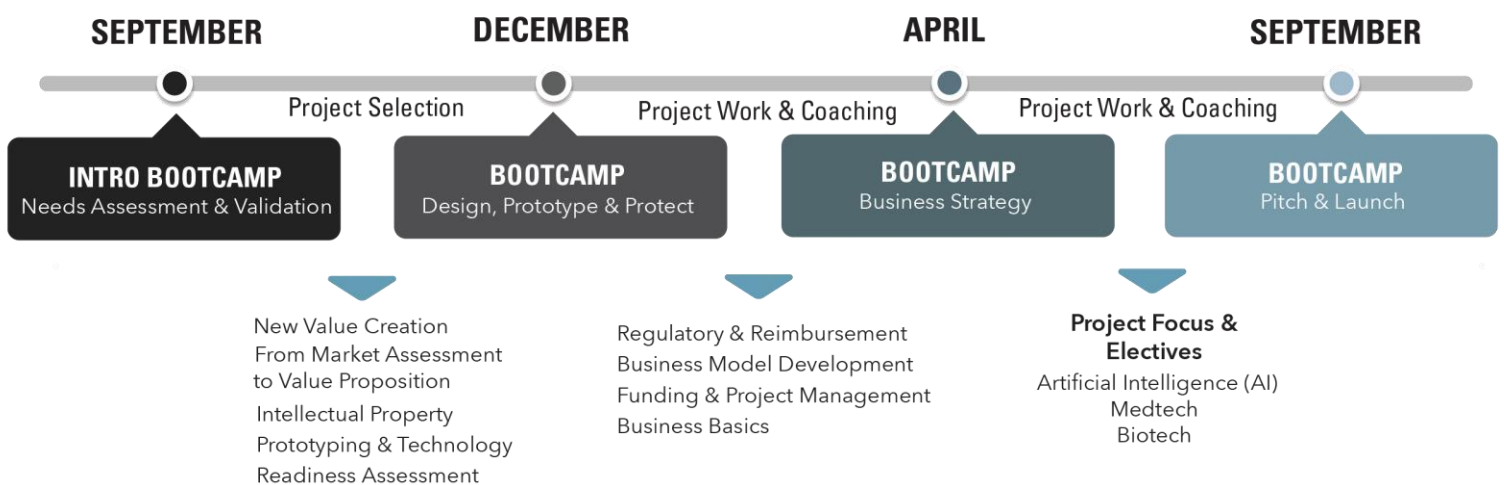 SEPTEMBER
DECEMBER
APRIL
SEPTEMBER
Project Selection
Project Work & Coaching
Project Work & Coaching
INTRO BOOTCAMP
Needs Assessment & Validation
BOOTCAMP
Design, Prototype & Protect
BOOTCAMP
Business Strategy
BOOTCAMP
Pitch & Launch
New Value Creation
From Market Assessment
to Value Proposition
Intellectual Property
Prototyping & Technology
Readiness Assessment
Regulatory & Reimbursement
Business Model Development
Funding & Project Management
Business Basics
Project Focus &
Electives
Artificial Intelligence (AI)
Medtech
Biotech